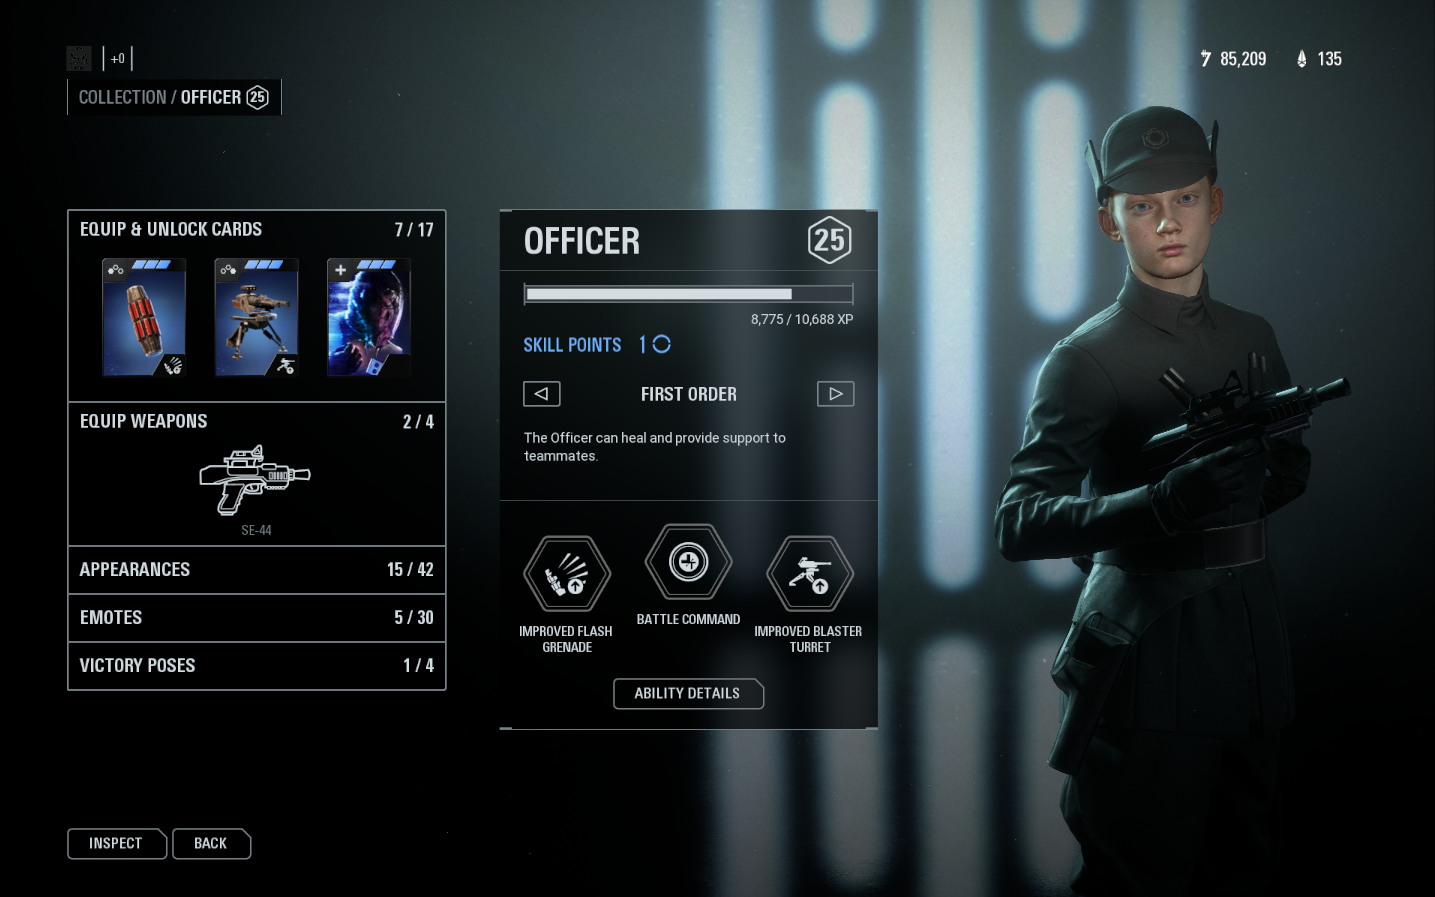 +0
85,209
135
COLLECTION / OFFICER 25
EQUIP & UNLOCK CARDS 7 / 17
EQUIP WEAPONS 2 / 4
SE-44
APPEARANCES 15 / 42
EMOTES 5 / 30
VICTORY POSES 1 / 4
OFFICER 25
8,775 / 10,688 XP
SKILL POINTS 1
FIRST ORDER
The Officer can heal and provide support to
teammates.
IMPROVED FLASH
GRENADE
BATTLE COMMAND
IMPROVED BLASTER
TURRET
ABILITY DETAILS
INSPECT
BACK